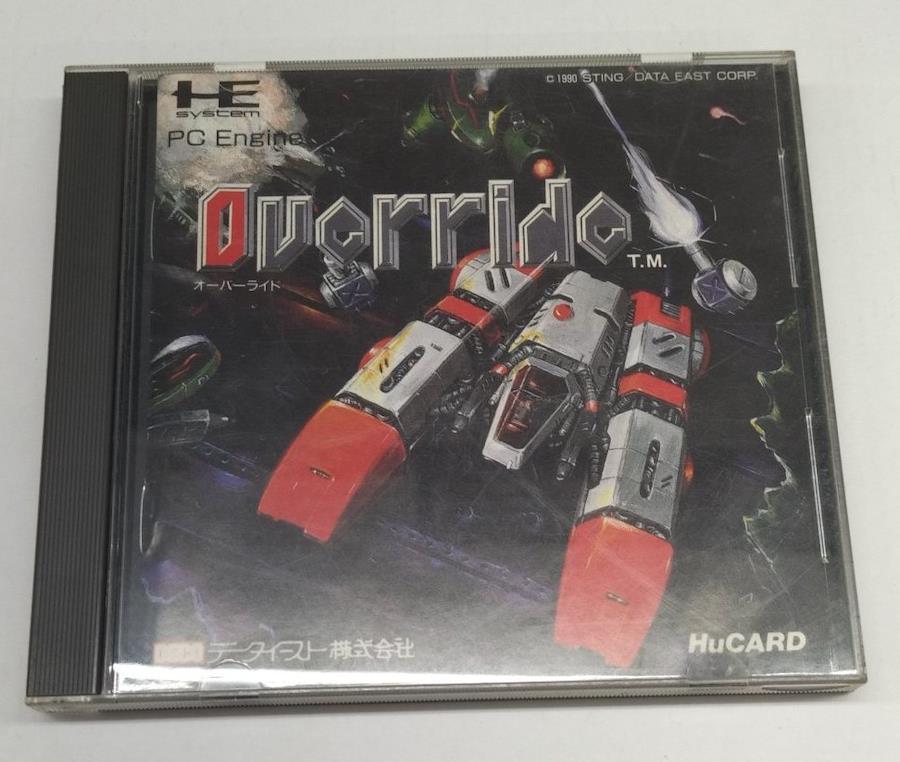 HE
system
PC Engine
© 1990 STING / DATA EAST CORP.
Override
T.M.
オーバーライド
DECO データイースト株式会社
HuCARD